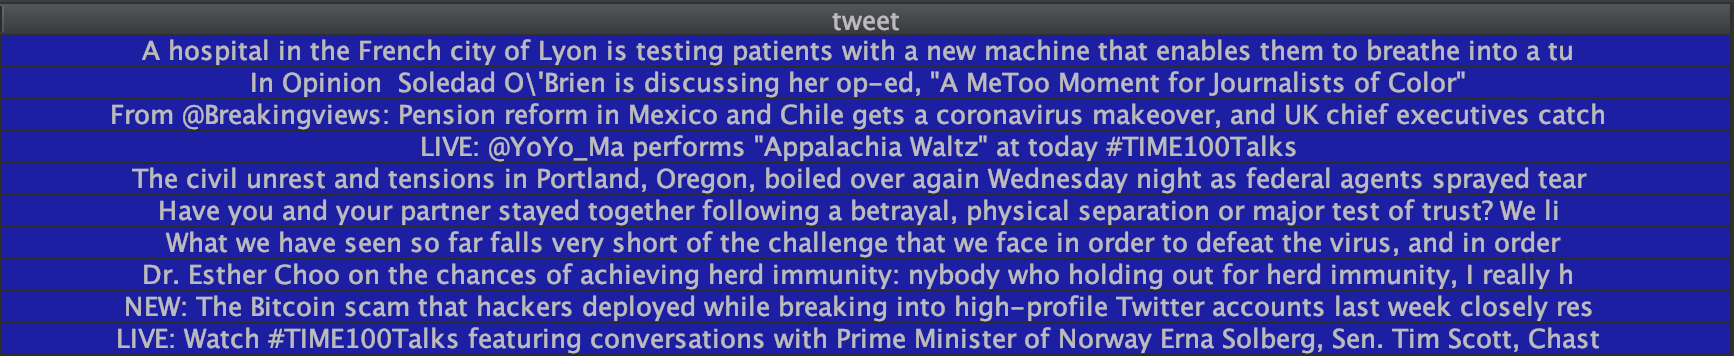 tweet
A hospital in the French city of Lyon is testing patients with a new machine that enables them to breathe into a tu
In Opinion  Soledad O\'Brien is discussing her op-ed, "A MeToo Moment for Journalists of Color"
From @Breakingviews: Pension reform in Mexico and Chile gets a coronavirus makeover, and UK chief executives catch
LIVE: @YoYo_Ma performs "Appalachia Waltz" at today #TIME100Talks
The civil unrest and tensions in Portland, Oregon, boiled over again Wednesday night as federal agents sprayed tear
Have you and your partner stayed together following a betrayal, physical separation or major test of trust? We li
What we have seen so far falls very short of the challenge that we face in order to defeat the virus, and in order
Dr. Esther Choo on the chances of achieving herd immunity: nybody who holding out for herd immunity, I really h
NEW: The Bitcoin scam that hackers deployed while breaking into high-profile Twitter accounts last week closely res
LIVE: Watch #TIME100Talks featuring conversations with Prime Minister of Norway Erna Solberg, Sen. Tim Scott, Chast